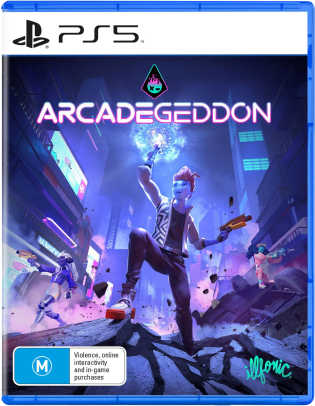 PS5
ARCADEGEDDON
M
Violence, online
interactivity
and in-game
purchases
illfonic